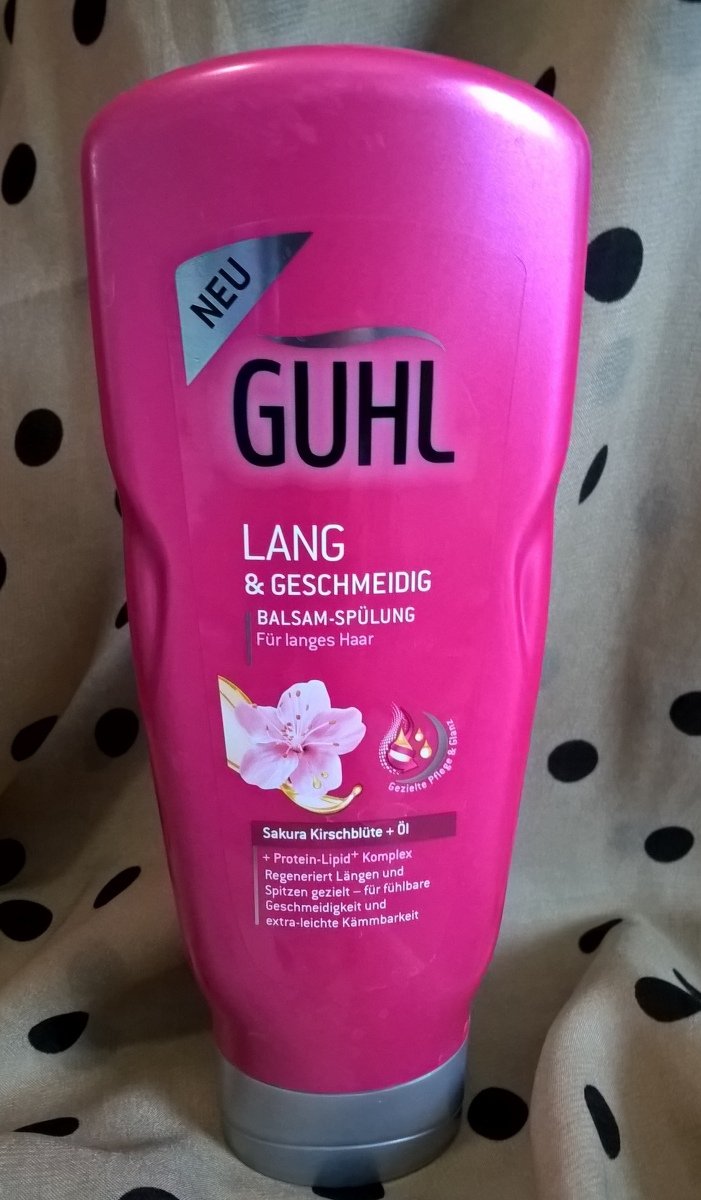 NEU
GUHL
LANG
& GESCHMEIDIG
BALSAM-SPÜLUNG
Für langes Haar
Gezielte Pflege & Glanz
Sakura Kirschblüte + Öl
+ Protein-Lipid⁺ Komplex
Regeneriert Längen und
Spitzen gezielt – für fühlbare
Geschmeidigkeit und
extra-leichte Kämmbarkeit